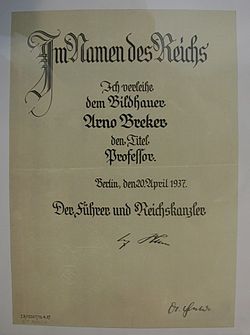 Im Namen des Reichs
Ich verleihe
dem Bildhauer
Arno Breker
den Titel
Professor.
Berlin, den 20. April 1937.
Der Führer und Reichskanzler